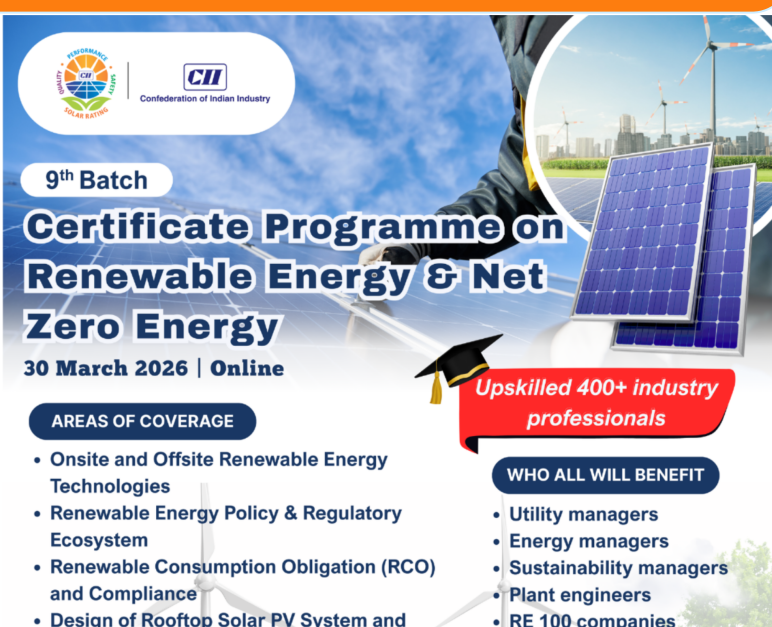 PERFORMANCE
QUALITY
SAFETY
CII
SOLAR RATING
CII
Confederation of Indian Industry
9th Batch
Certificate Programme on
Renewable Energy & Net
Zero Energy
30 March 2026 | Online
Upskilled 400+ industry
professionals
AREAS OF COVERAGE
• Onsite and Offsite Renewable Energy
Technologies
• Renewable Energy Policy & Regulatory
Ecosystem
• Renewable Consumption Obligation (RCO)
and Compliance
• Design of Rooftop Solar PV System and
WHO ALL WILL BENEFIT
• Utility managers
• Energy managers
• Sustainability managers
• Plant engineers
• RE 100 companies